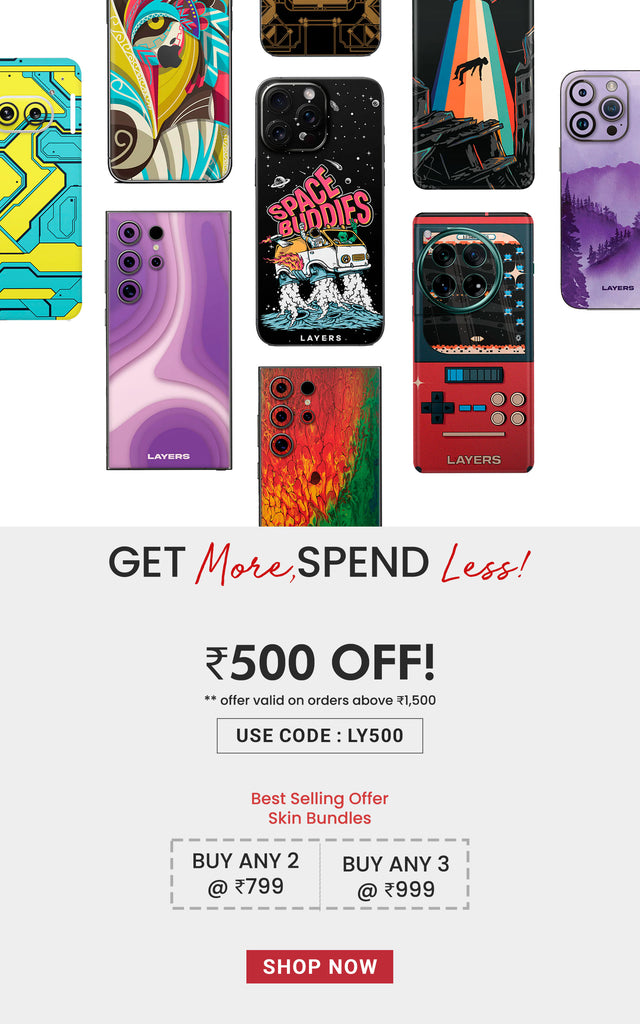 SPACE
BUDDIES
LAYERS
LAYERS
LAYERS
LAYERS
GET More, SPEND Less!
₹500 OFF!
** offer valid on orders above ₹1,500
USE CODE : LY500
Best Selling Offer
Skin Bundles
BUY ANY 2
@ ₹799
BUY ANY 3
@ ₹999
SHOP NOW